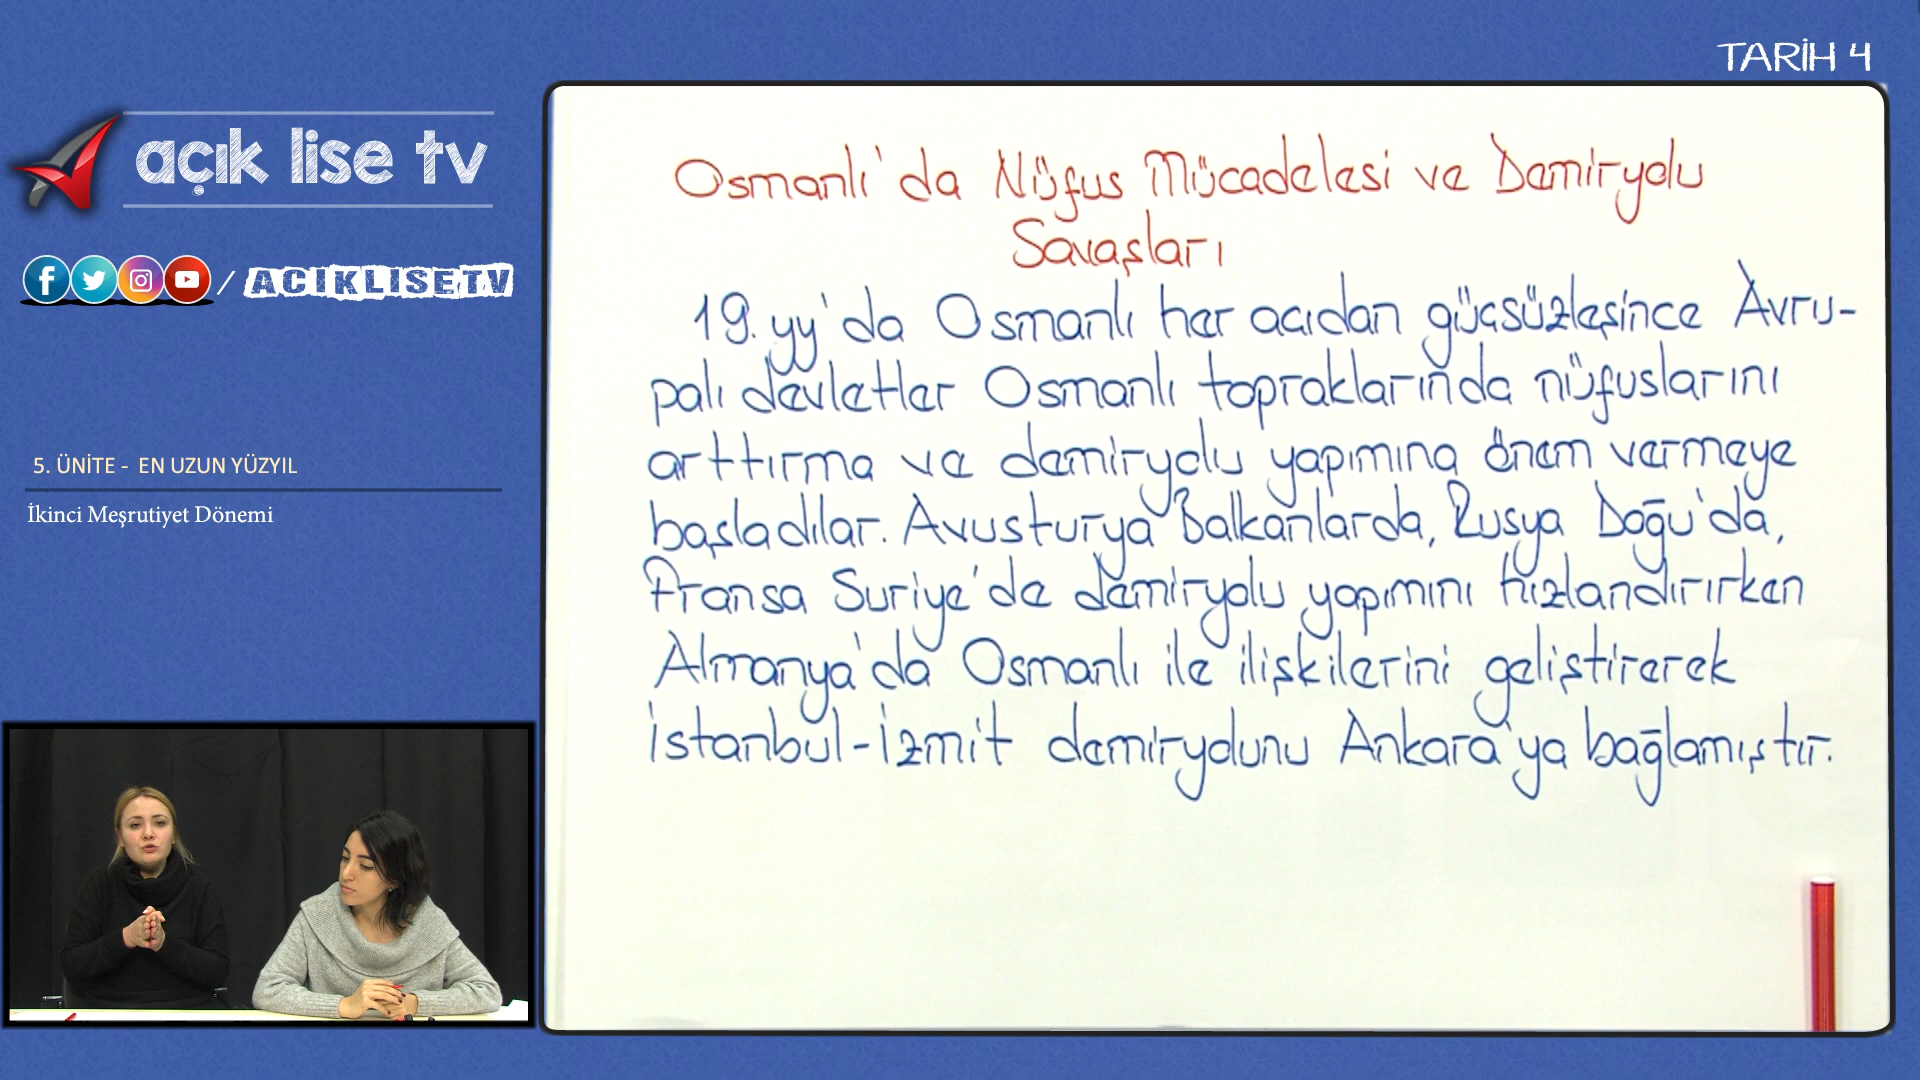 TARİH 4
açık lise tv
/ ACIKLISETV
5. ÜNİTE - EN UZUN YÜZYIL
İkinci Meşrutiyet Dönemi
Osmanlı'da Nüfus Mücadelesi ve Demiryolu
Savaşları
19. yy'da Osmanlı her açıdan güçsüzleşince Avru-
palı devletler Osmanlı topraklarında nüfuslarını
arttırma ve demiryolu yapımına önem vermeye
başladılar. Avusturya Balkanlarda, Rusya Doğu'da,
Fransa Suriye'de demiryolu yapımını hızlandırırken
Almanya'da Osmanlı ile ilişkilerini geliştirerek
İstanbul-İzmit demiryolunu Ankara'ya bağlamıştır.